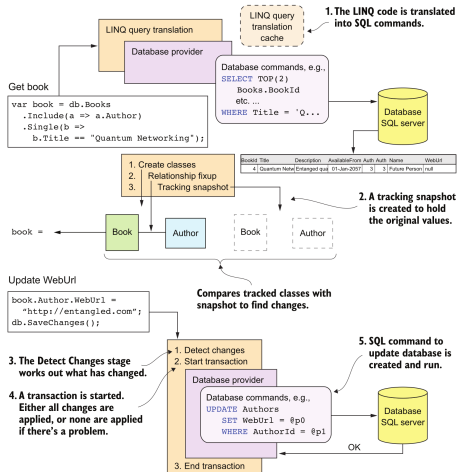 1. The LINQ code is translated
into SQL commands.
LINQ query
translation
cache
LINQ query translation
Database provider
Database commands, e.g.,
SELECT TOP(2)
Books.BookId
etc. ...
WHERE Title = 'Q...
Database
SQL server
Get book
var book = db.Books
.Include(a => a.Author)
.Single(b =>
b.Title == "Quantum Networking");
BookId Title Description AvailableFrom Auth Auth Name WebUrl
4 Quantum Netw Entanged qua 01-Jan-2057 3 3 Future Person null
1. Create classes
2. Relationship fixup
3. Tracking snapshot
2. A tracking snapshot
is created to hold
the original values.
book =
Book
Author
Book
Author
Compares tracked classes with
snapshot to find changes.
Update WebUrl
book.Author.WebUrl =
“http://entangled.com”;
db.SaveChanges();
3. The Detect Changes stage
works out what has changed.
4. A transaction is started.
Either all changes are
applied, or none are applied
if there's a problem.
1. Detect changes
2. Start transaction
Database provider
Database commands, e.g.,
UPDATE Authors
SET WebUrl = @p0
WHERE AuthorId = @p1
5. SQL command to
update database is
created and run.
Database
SQL server
OK
3. End transaction